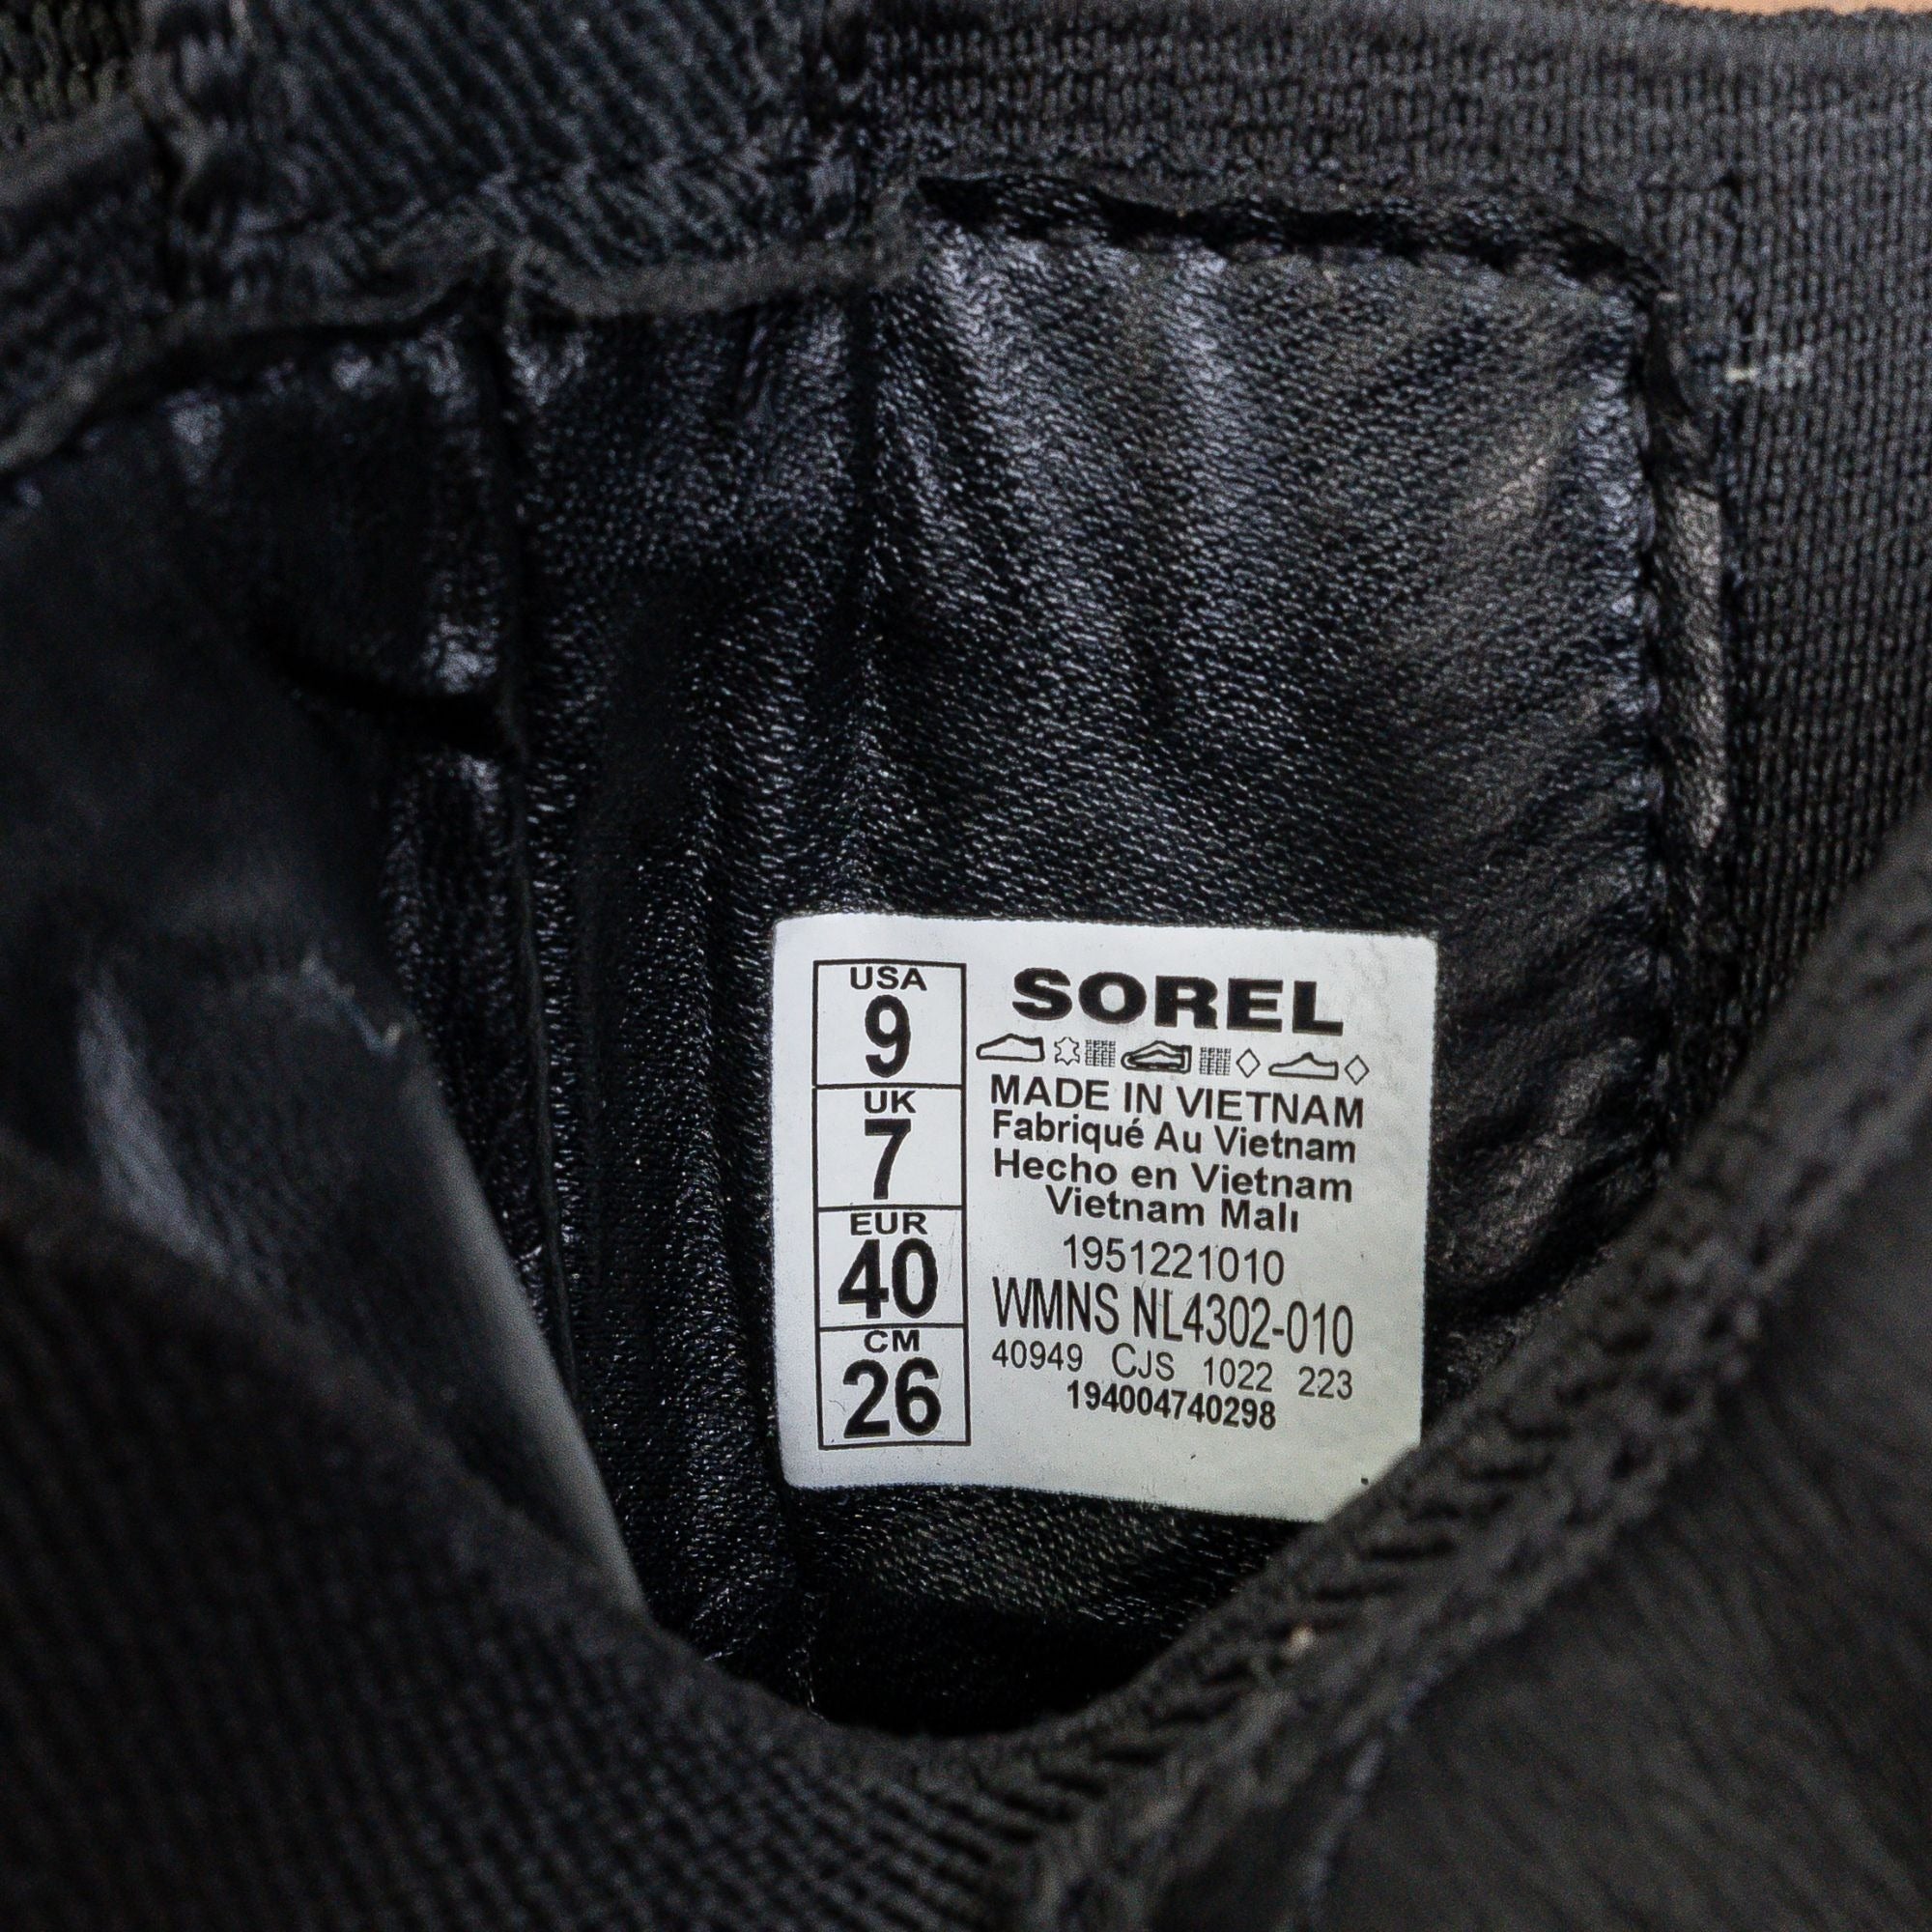 USA
9
UK
7
EUR
40
CM
26
SOREL
MADE IN VIETNAM
Fabriqué Au Vietnam
Hecho en Vietnam
Vietnam Malı
1951221010
WMNS NL4302-010
40949 CJS 1022 223
194004740298